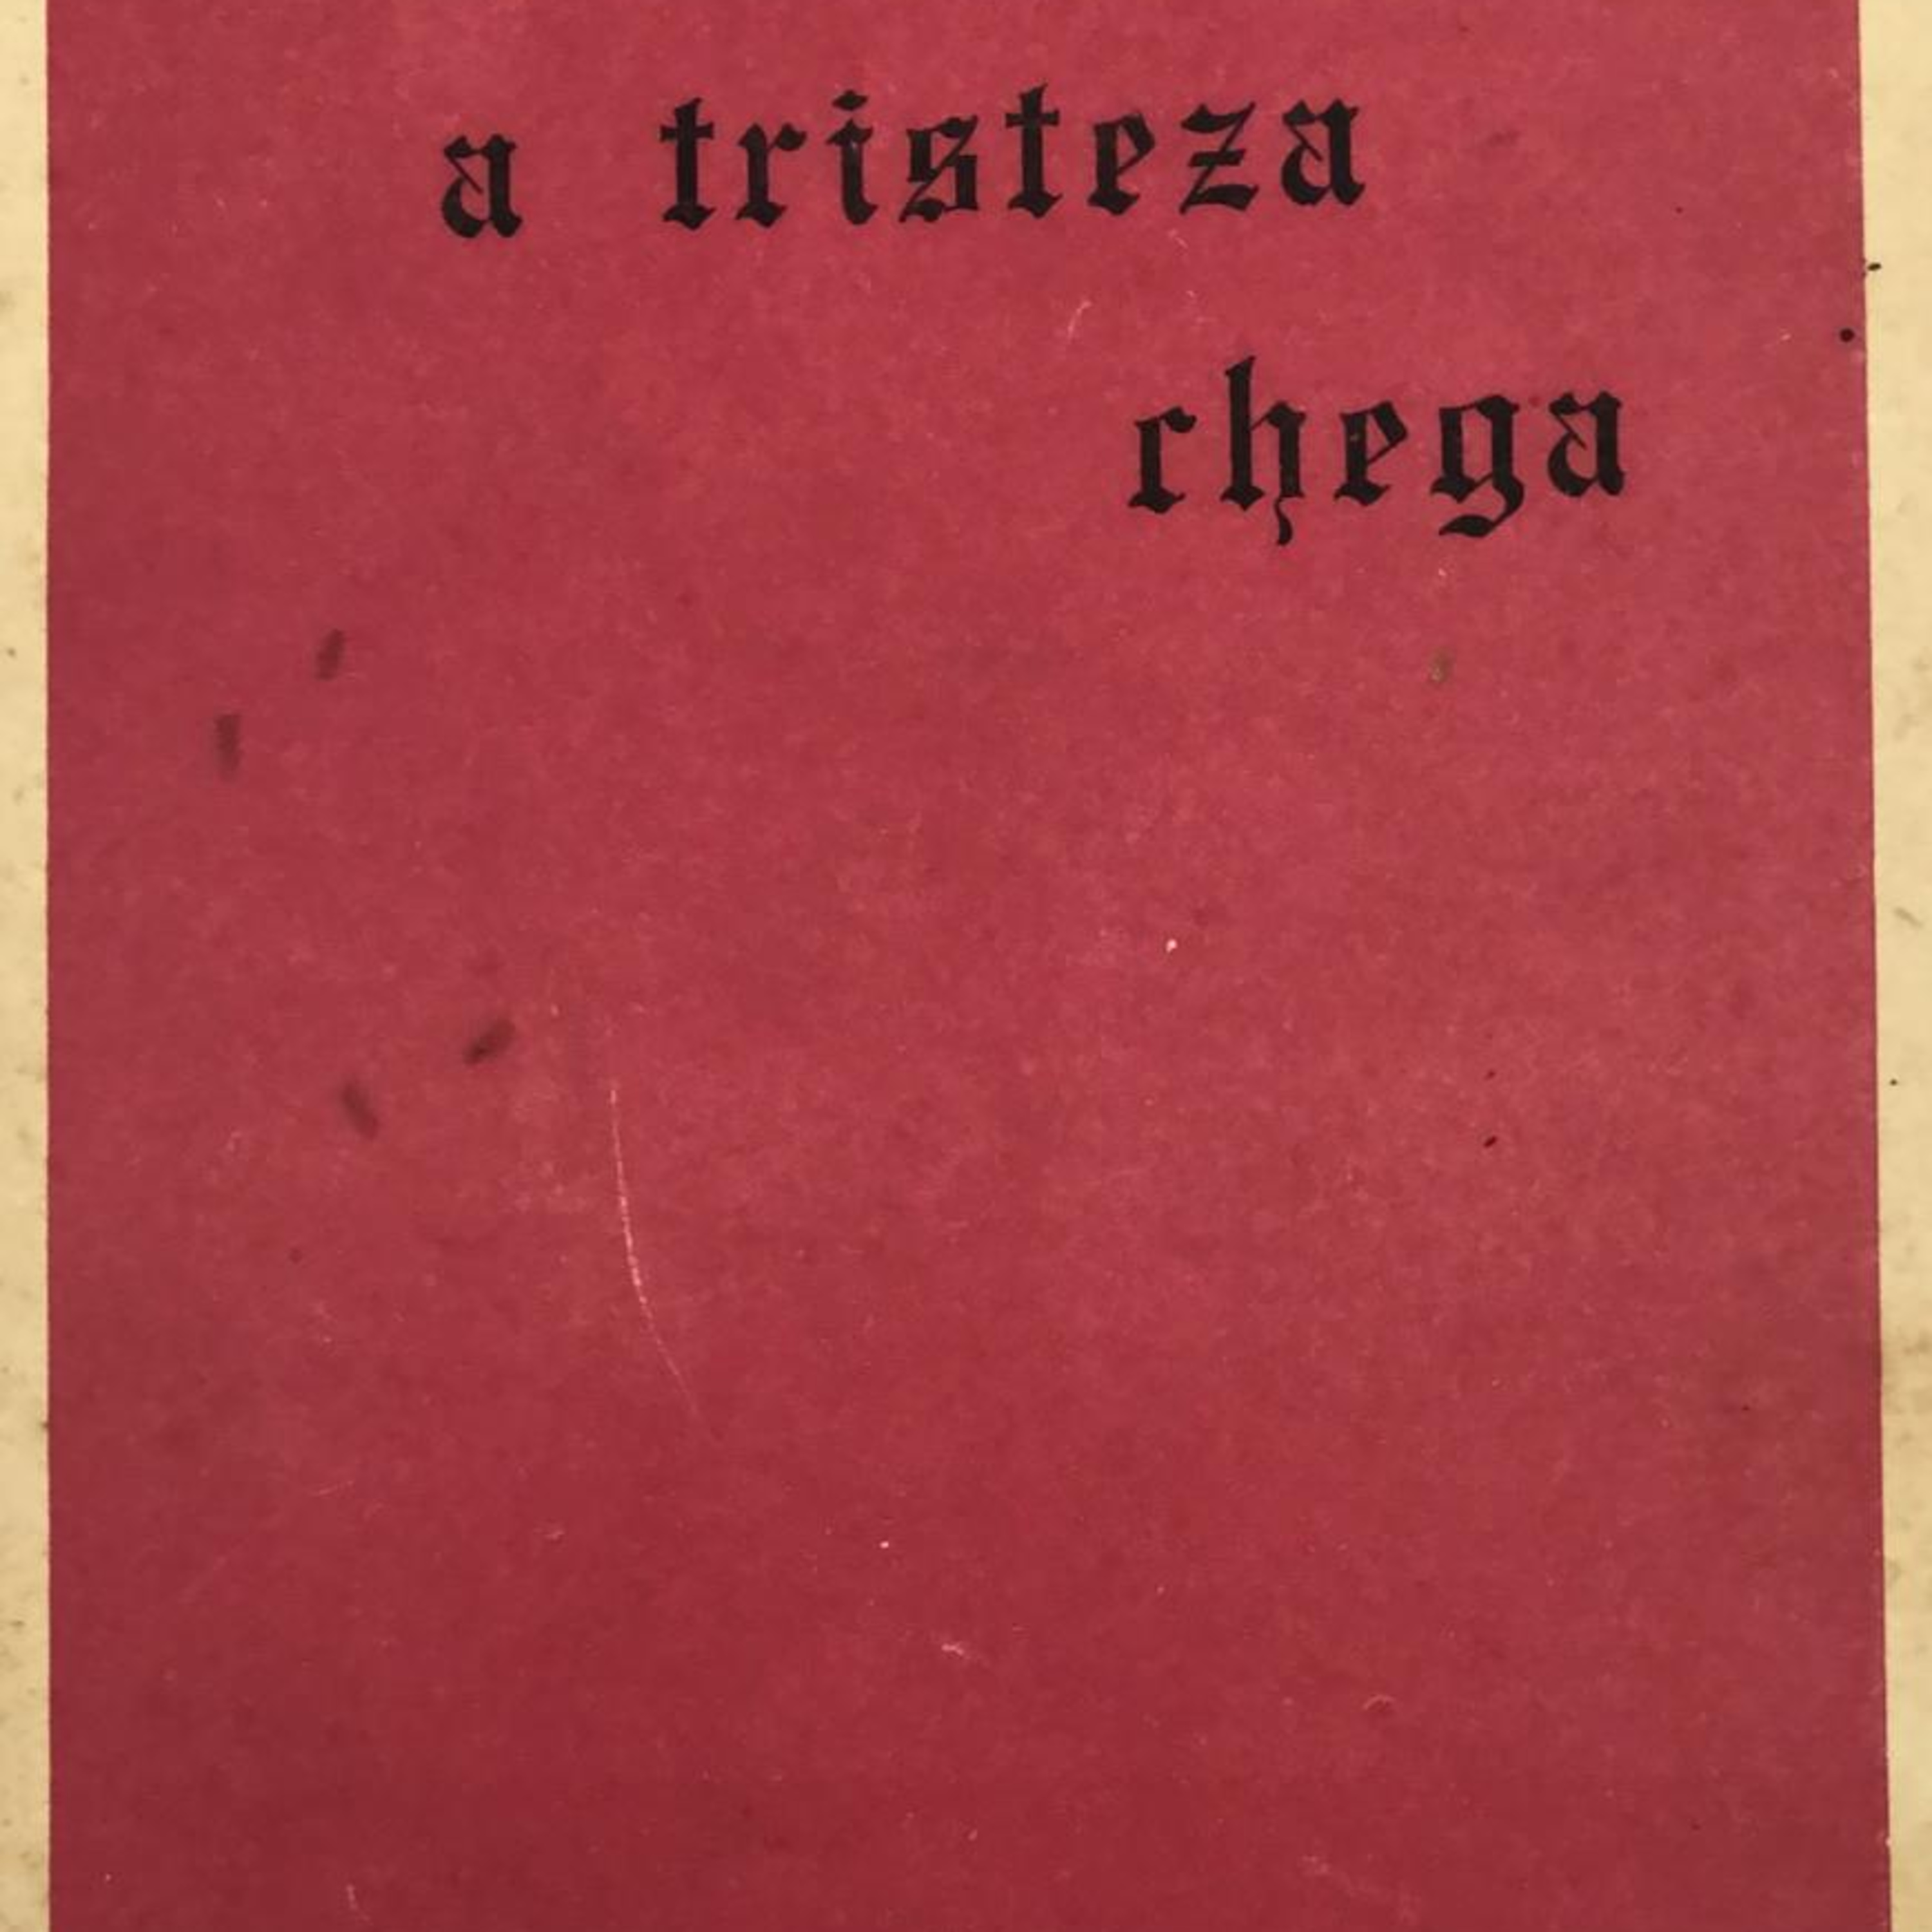 a tristeza
chega